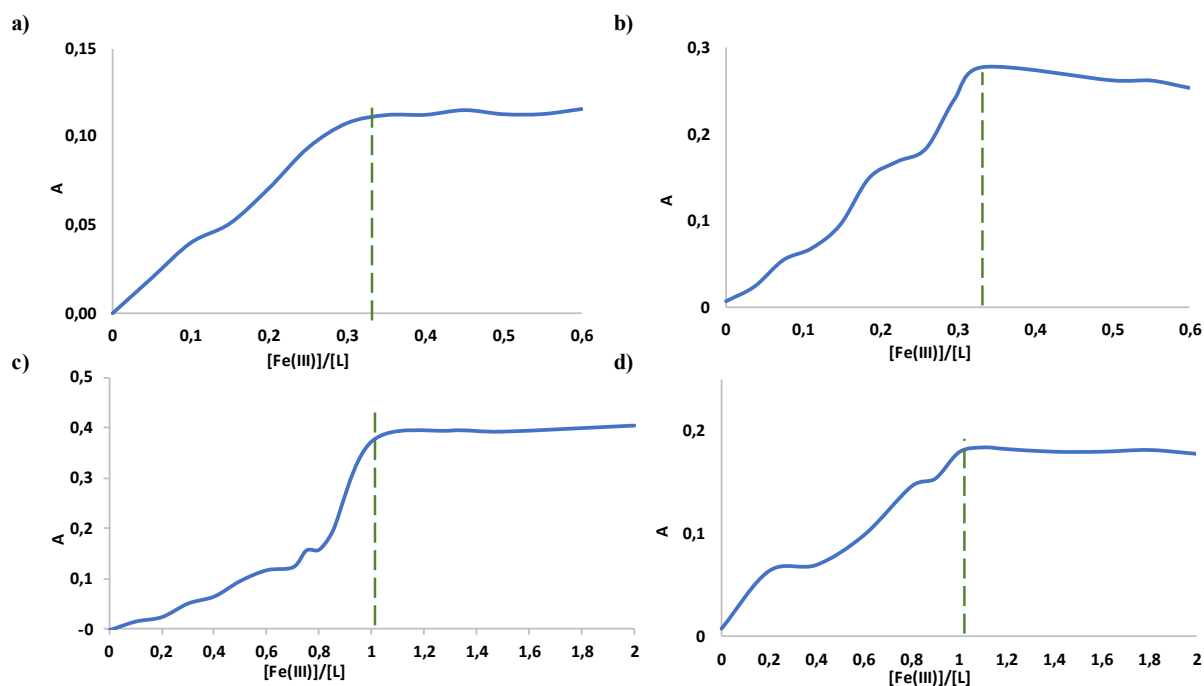 a)
0,15
0,10
0,05
0,00
A
0 0,1 0,2 0,3 0,4 0,5 0,6
[Fe(III)]/[L]
b)
0,3
0,2
0,1
0
A
0 0,1 0,2 0,3 0,4 0,5 0,6
[Fe(III)]/[L]
c)
0,5
0,4
0,3
0,2
0,1
-0
A
0 0,2 0,4 0,6 0,8 1 1,2 1,4 1,6 1,8 2
[Fe(III)]/[L]
d)
0,2
0,1
0
A
0 0,2 0,4 0,6 0,8 1 1,2 1,4 1,6 1,8 2
[Fe(III)]/[L]